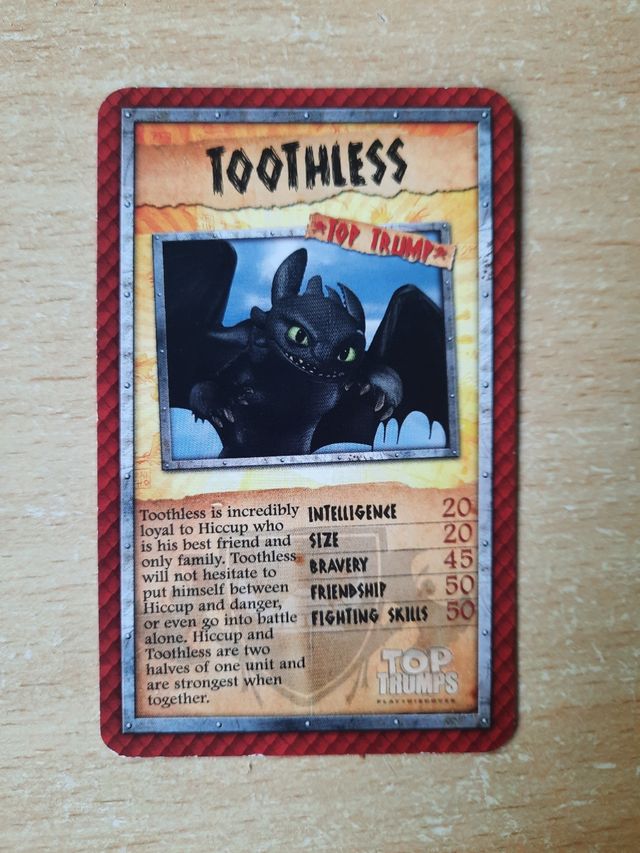 TOOTHLESS
TOP TRUMP
Toothless is incredibly
loyal to Hiccup who
is his best friend and
only family. Toothless
will not hesitate to
put himself between
Hiccup and danger,
or even go into battle
alone. Hiccup and
Toothless are two
halves of one unit and
are strongest when
together.
INTELLIGENCE 20
SIZE 20
BRAVERY 45
FRIENDSHIP 50
FIGHTING SKILLS 50
TOP
TRUMPS